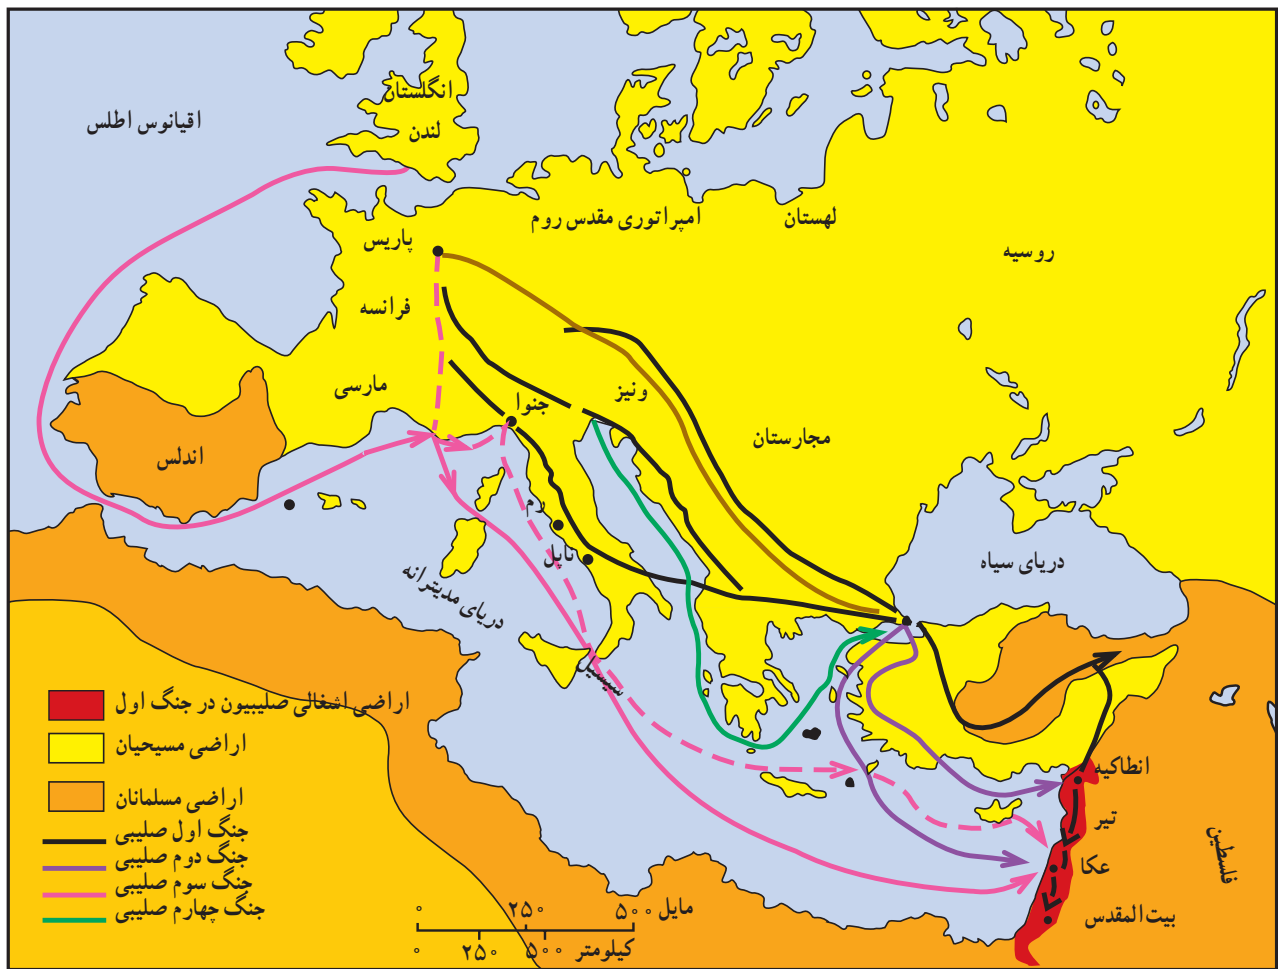 انگلستان
لندن
اقیانوس اطلس
امپراتوری مقدس روم
لهستان
روسیه
پاریس
فرانسه
مارسی
جنوا
ونیز
مجارستان
اندلس
رم
ناپل
دریای مدیترانه
سیسیل
دریای سیاه
انطاکیه
تیر
عکا
فلسطین
بیت المقدس
اراضی اشغالی صلیبیون در جنگ اول
اراضی مسیحیان
اراضی مسلمانان
جنگ اول صلیبی
جنگ دوم صلیبی
جنگ سوم صلیبی
جنگ چهارم صلیبی
۰ ۲۵۰ ۵۰۰ مایل
۰ ۲۵۰ ۵۰۰ کیلومتر